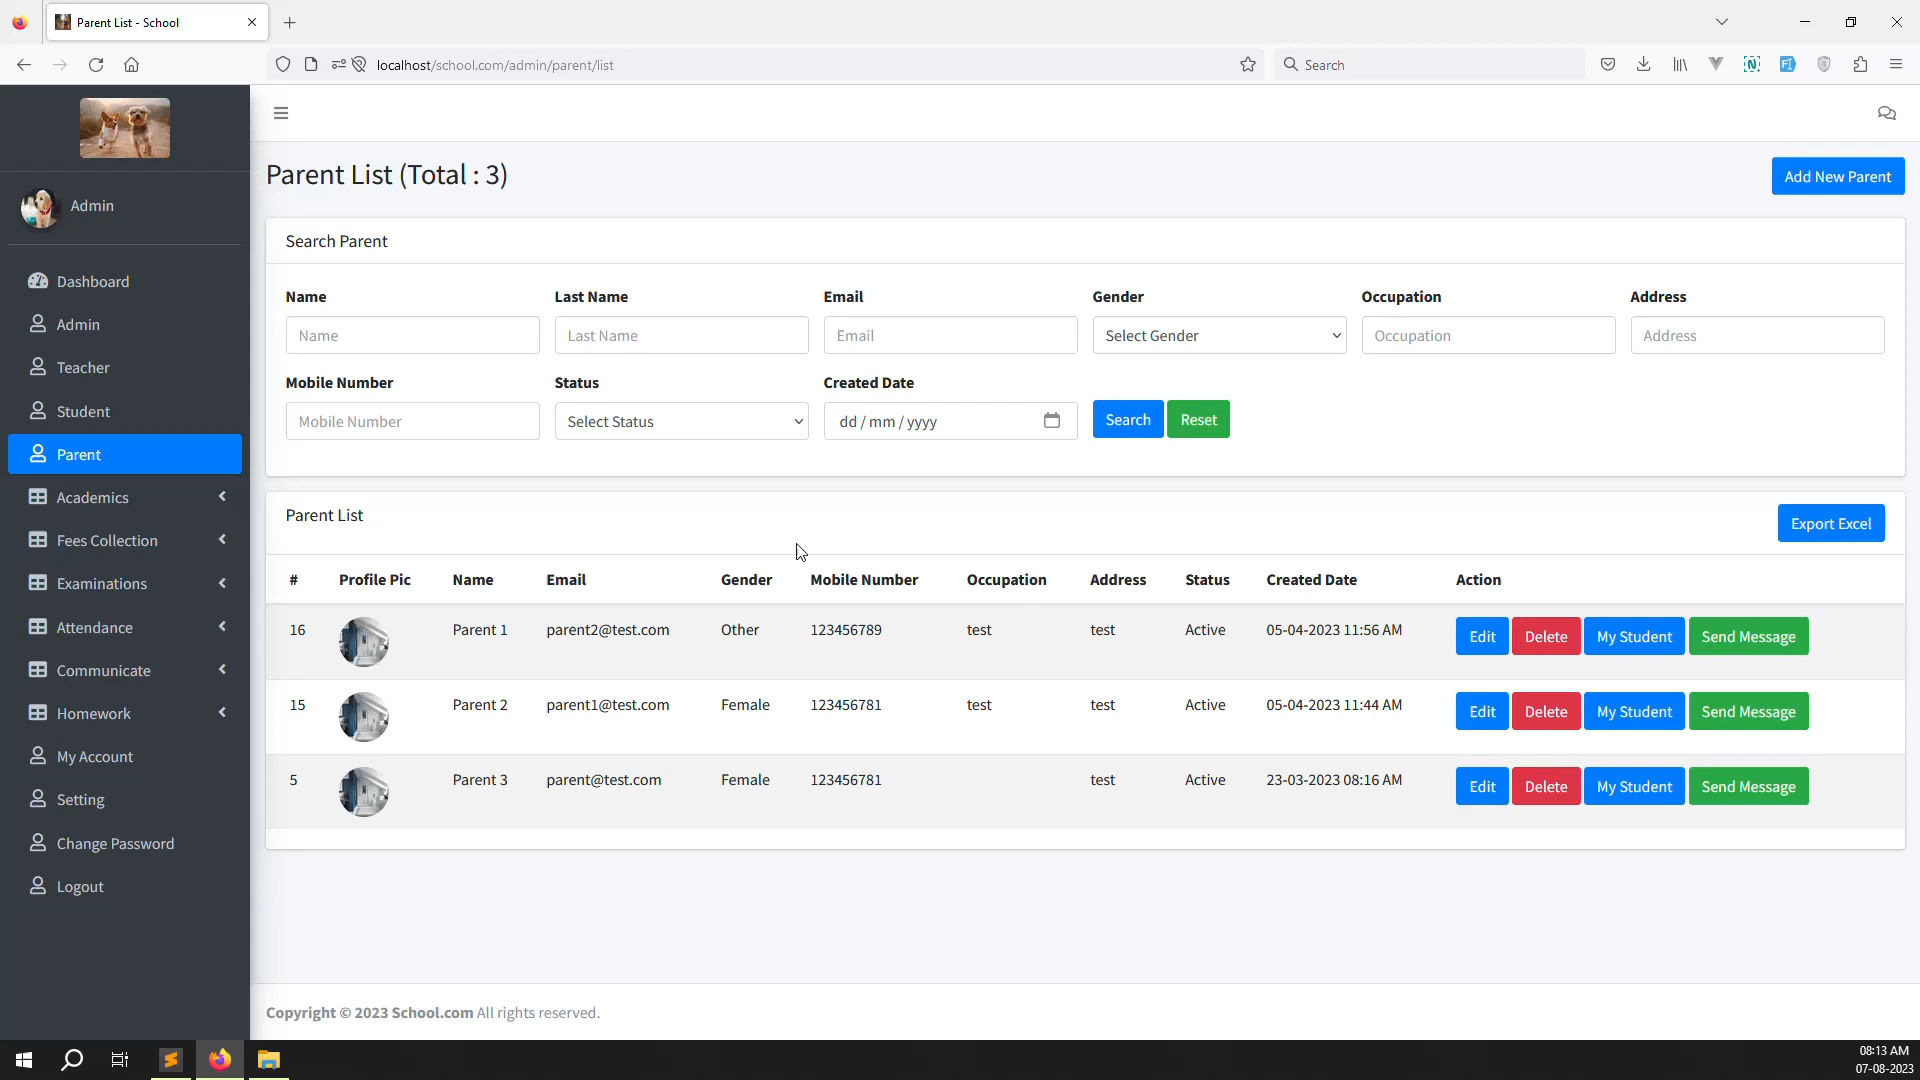 Parent List - School
localhost/school.com/admin/parent/list
Search
Admin
Dashboard
Admin
Teacher
Student
Parent
Academics
Fees Collection
Examinations
Attendance
Communicate
Homework
My Account
Setting
Change Password
Logout
Parent List (Total : 3)
Add New Parent
Search Parent
Name Last Name Email Gender Occupation Address
Name Last Name Email Select Gender Occupation Address
Mobile Number Status Created Date
Mobile Number Select Status dd / mm / yyyy Search Reset
Parent List Export Excel
# Profile Pic Name Email Gender Mobile Number Occupation Address Status Created Date Action
16 Parent 1 parent2@test.com Other 123456789 test test Active 05-04-2023 11:56 AM Edit Delete My Student Send Message
15 Parent 2 parent1@test.com Female 123456781 test test Active 05-04-2023 11:44 AM Edit Delete My Student Send Message
5 Parent 3 parent@test.com Female 123456781 test Active 23-03-2023 08:16 AM Edit Delete My Student Send Message
Copyright © 2023 School.com All rights reserved.
08:13 AM
07-08-2023